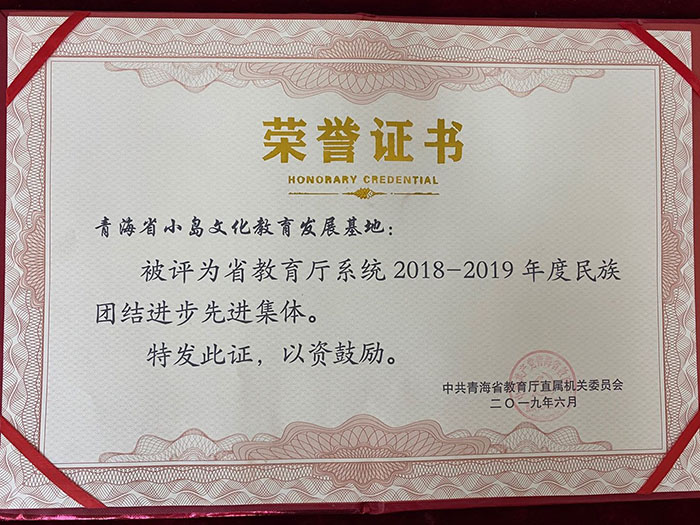 荣誉证书
HONORARY CREDENTIAL
青海省小岛文化教育发展基地：
被评为省教育厅系统2018-2019年度民族
团结进步先进集体。
特发此证，以资鼓励。
中共青海省教育厅直属机关委员会
二〇一九年六月